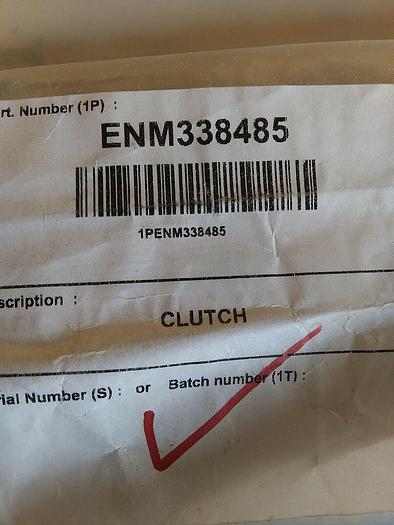 rt. Number (1P) :
ENM338485
1PENM338485
scription :
CLUTCH
rial Number (S) : or Batch number (1T) :